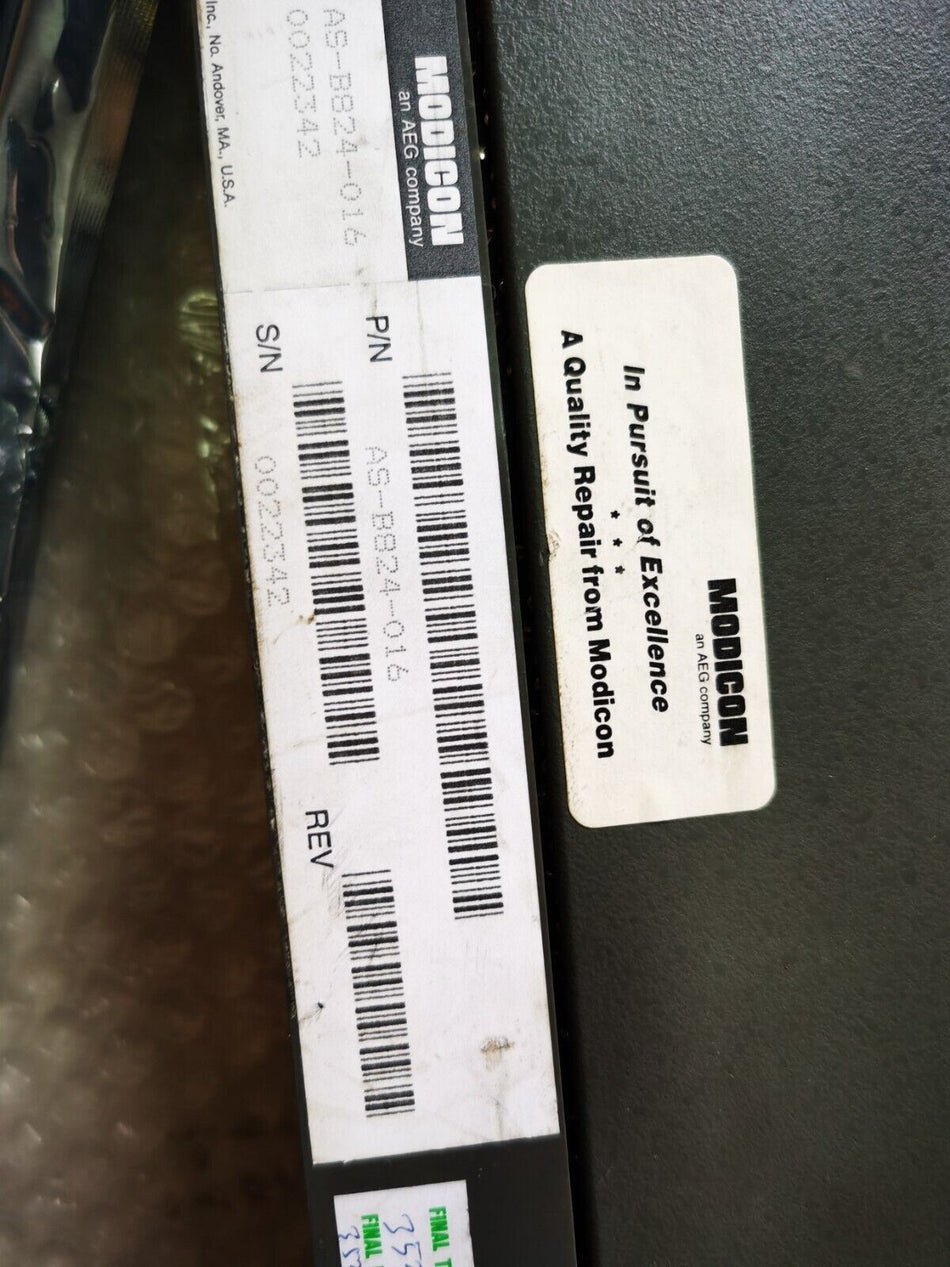 MODICON
an AEG company
AS-B824-016
0022342
Inc., No. Andover, MA., U.S.A.
P/N
AS-B824-016
S/N
0022342
REV
MODICON
an AEG company
In Pursuit of Excellence
* * *
A Quality Repair from Modicon
FINAL T
FINAL